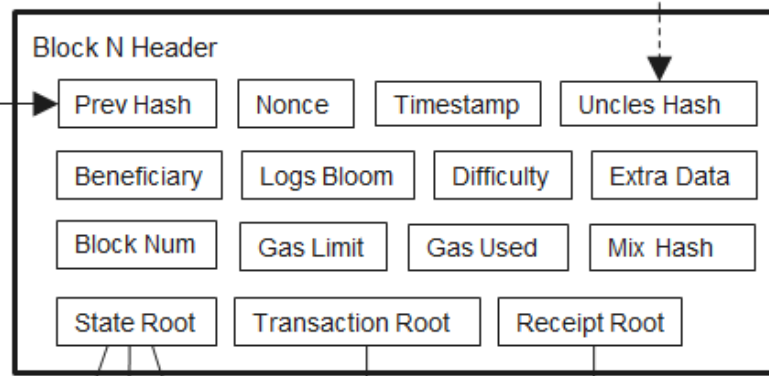 Block N Header
Prev Hash
Nonce
Timestamp
Uncles Hash
Beneficiary
Logs Bloom
Difficulty
Extra Data
Block Num
Gas Limit
Gas Used
Mix Hash
State Root
Transaction Root
Receipt Root